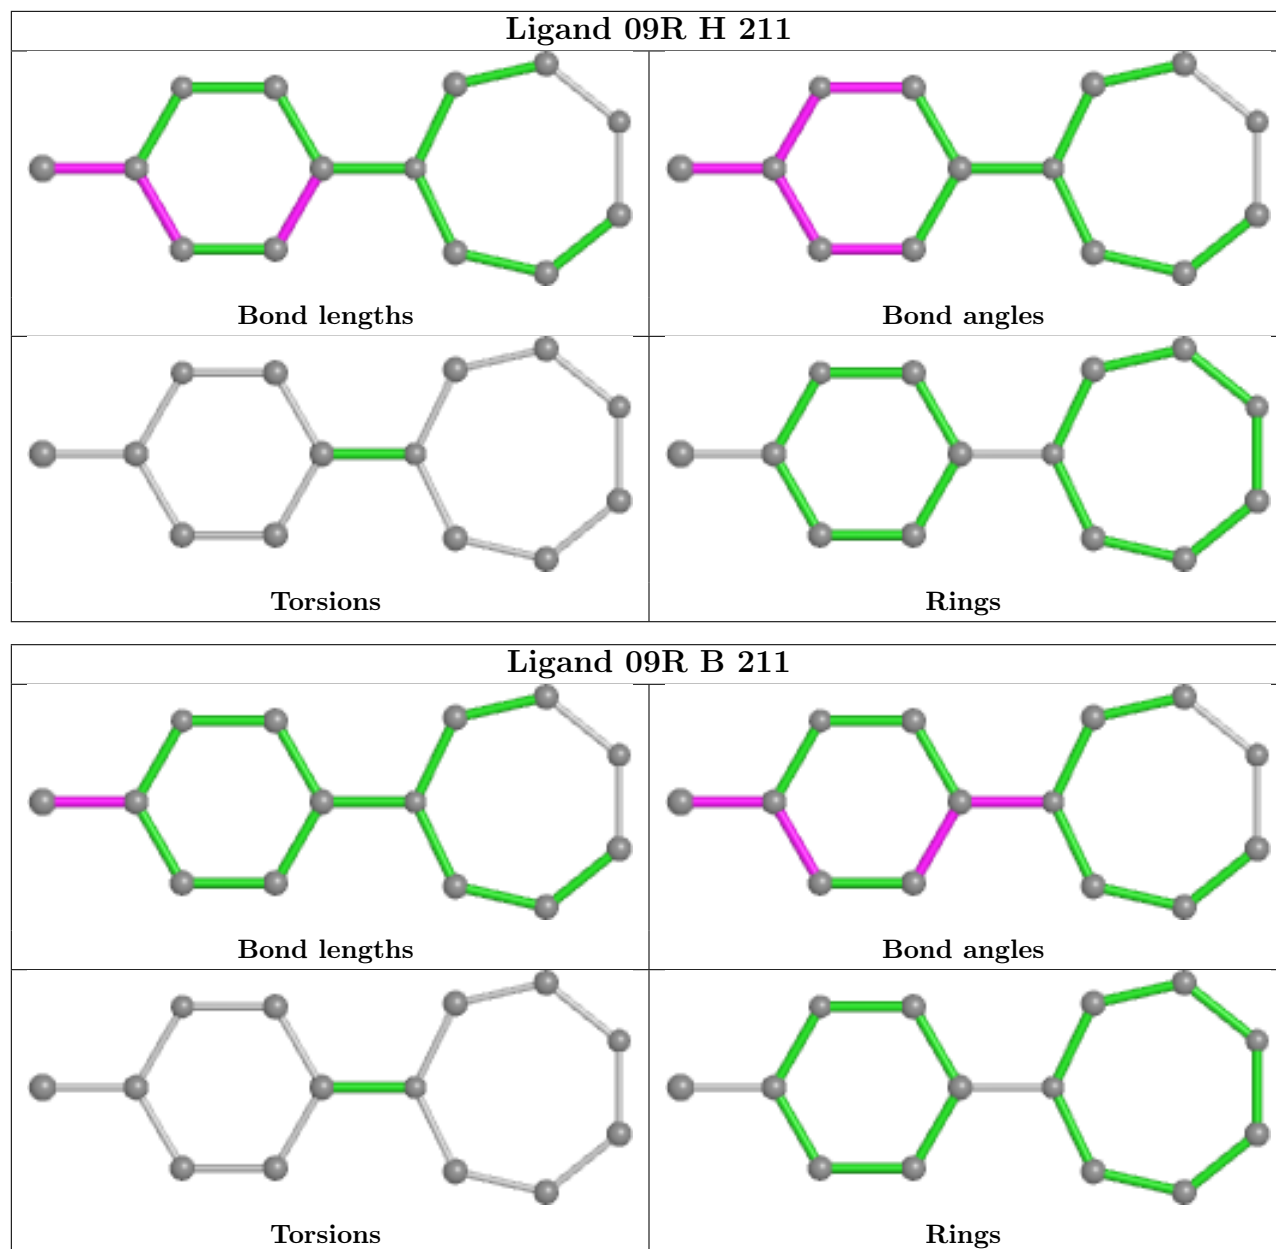 Ligand 09R H 211
Bond lengths
Bond angles
Torsions
Rings
Ligand 09R B 211
Bond lengths
Bond angles
Torsions
Rings